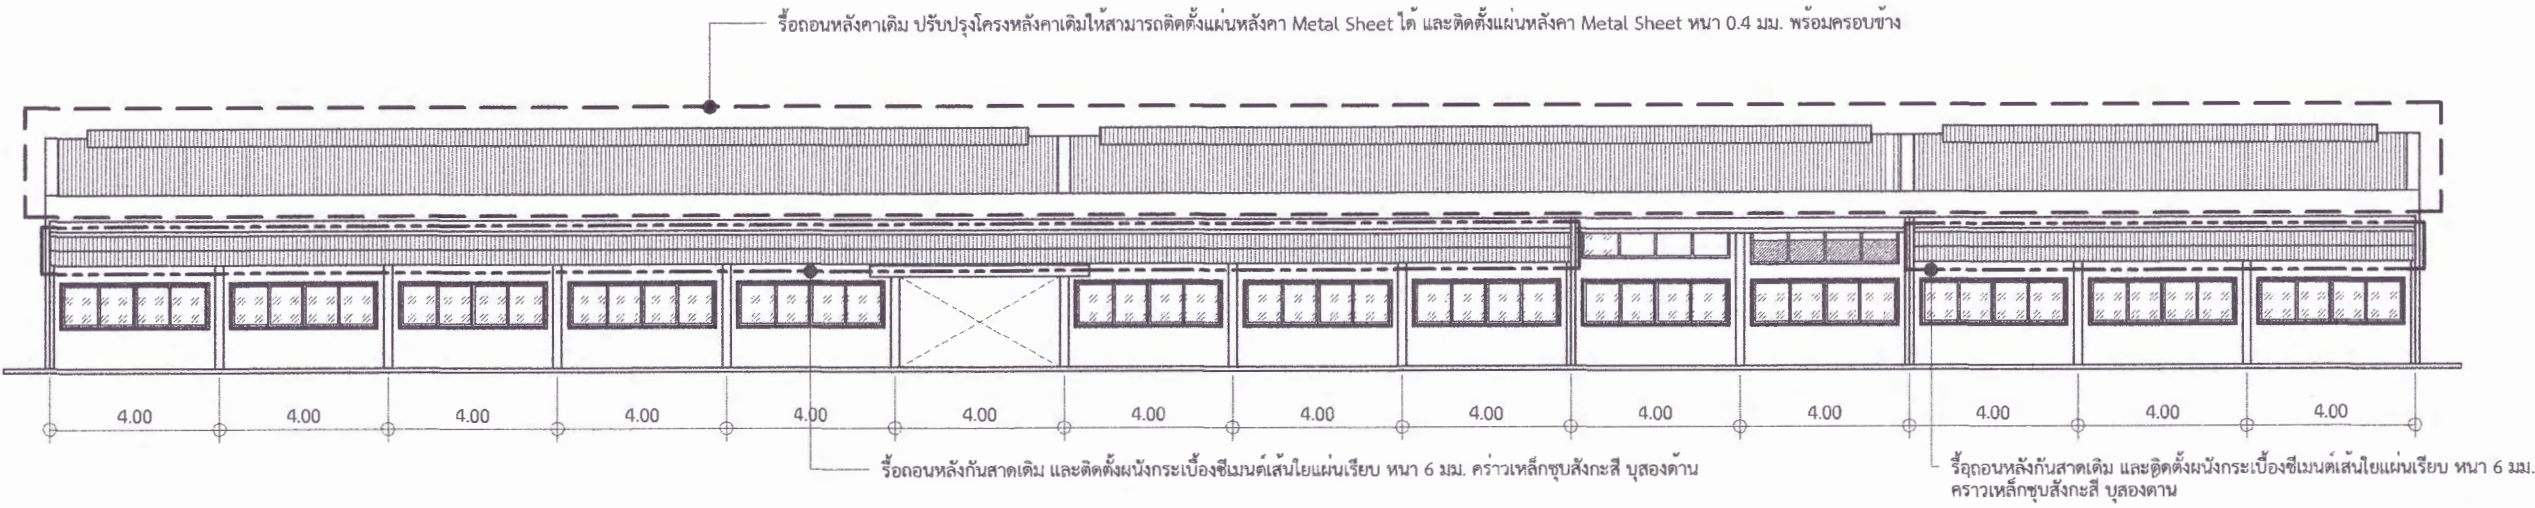 รื้อถอนหลังคาเดิม ปรับปรุงโครงหลังคาเดิมให้สามารถติดตั้งแผ่นหลังคา Metal Sheet ได้ และติดตั้งแผ่นหลังคา Metal Sheet หนา 0.4 มม. พร้อมครอบข้าง
4.00 4.00 4.00 4.00 4.00 4.00 4.00 4.00 4.00 4.00 4.00 4.00 4.00 4.00
รื้อถอนหลังกันสาดเดิม และติดตั้งผนังกระเบื้องซีเมนต์เส้นใยแผ่นเรียบ หนา 6 มม. คร่าวเหล็กชุบสังกะสี บุสองด้าน
รื้อถอนหลังกันสาดเดิม และติดตั้งผนังกระเบื้องซีเมนต์เส้นใยแผ่นเรียบ หนา 6 มม.
คร่าวเหล็กชุบสังกะสี บุสองด้าน